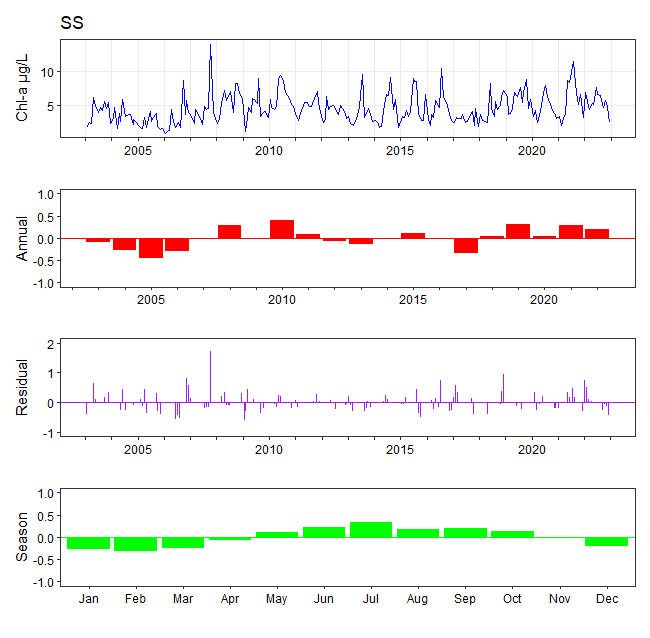 SS
Chl-a µg/L
10
5
2005 2010 2015 2020
Annual
1.0
0.5
0.0
-0.5
-1.0
2005 2010 2015 2020
Residual
2
1
0
-1
2005 2010 2015 2020
Season
1.0
0.5
0.0
-0.5
-1.0
Jan Feb Mar Apr May Jun Jul Aug Sep Oct Nov Dec